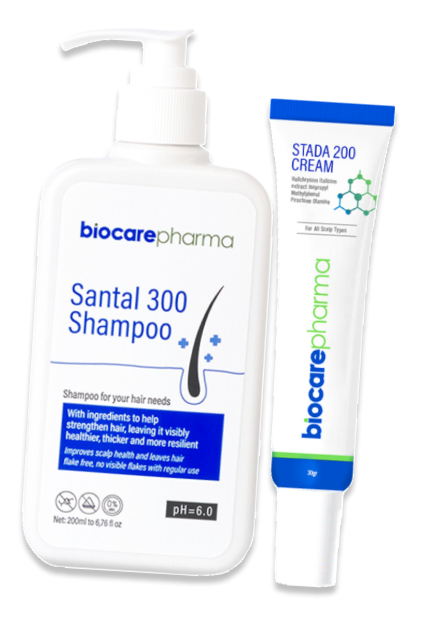 biocarepharma
Santal 300
Shampoo
Shampoo for your hair needs
With ingredients to help
strengthen hair, leaving it visibly
healthier, thicker and more resilient
Improves scalp health and leaves hair
flake free, no visible flakes with regular use
0%
pH=6.0
Net: 200ml to 6,76 fl oz
STADA 200
CREAM
For All Scalp Types
biocarepharma
30gr